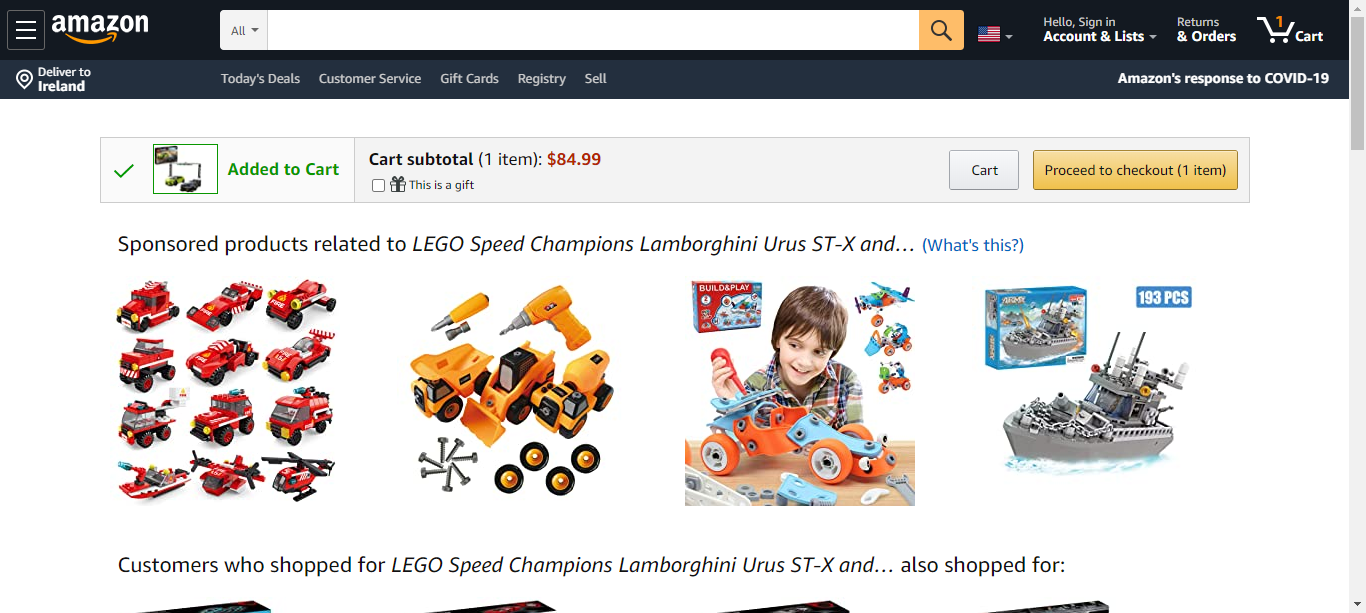 amazon
All
Hello, Sign in
Account & Lists
Returns
& Orders
1
Cart
Deliver to
Ireland
Today's Deals
Customer Service
Gift Cards
Registry
Sell
Amazon's response to COVID-19
Added to Cart
Cart subtotal (1 item): $84.99
This is a gift
Cart
Proceed to checkout (1 item)
Sponsored products related to LEGO Speed Champions Lamborghini Urus ST-X and… (What's this?)
BUILD&PLAY
193 PCS
Customers who shopped for LEGO Speed Champions Lamborghini Urus ST-X and… also shopped for: